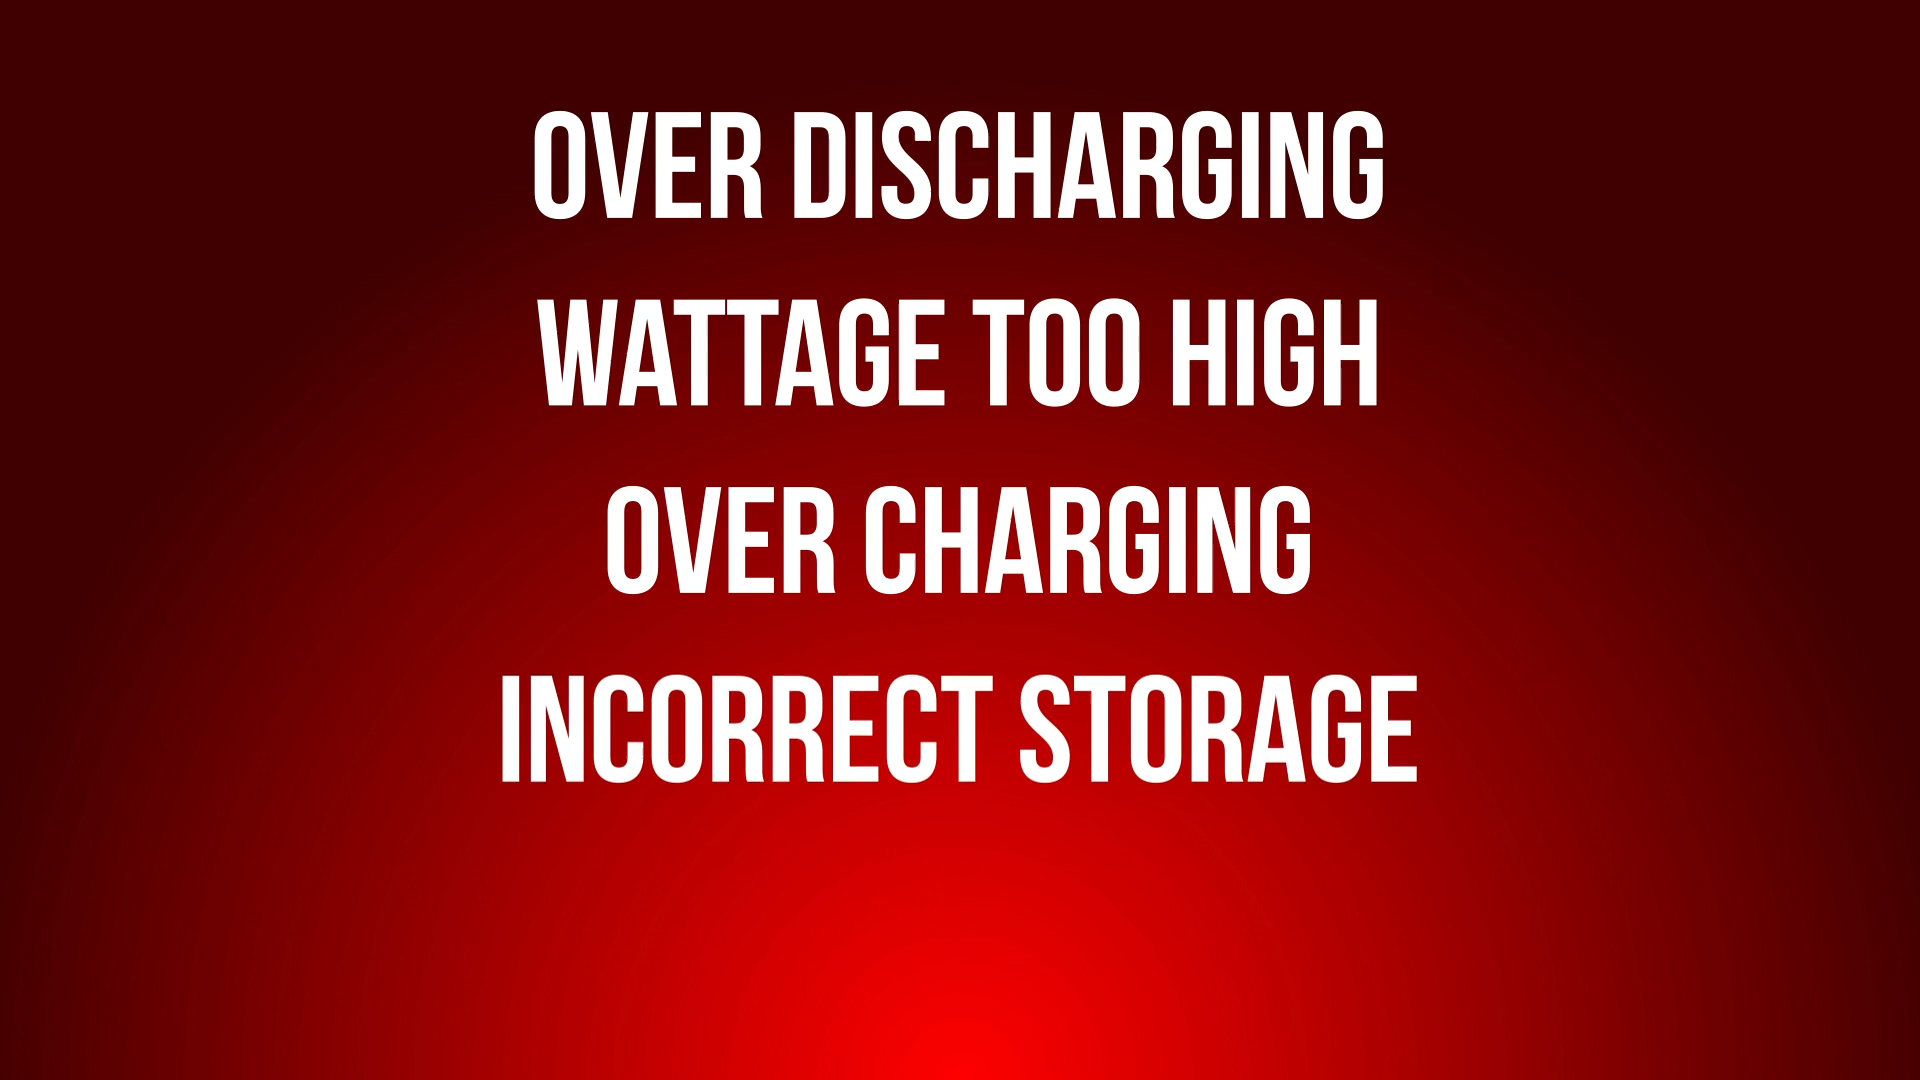 OVER DISCHARGING
WATTAGE TOO HIGH
OVER CHARGING
INCORRECT STORAGE